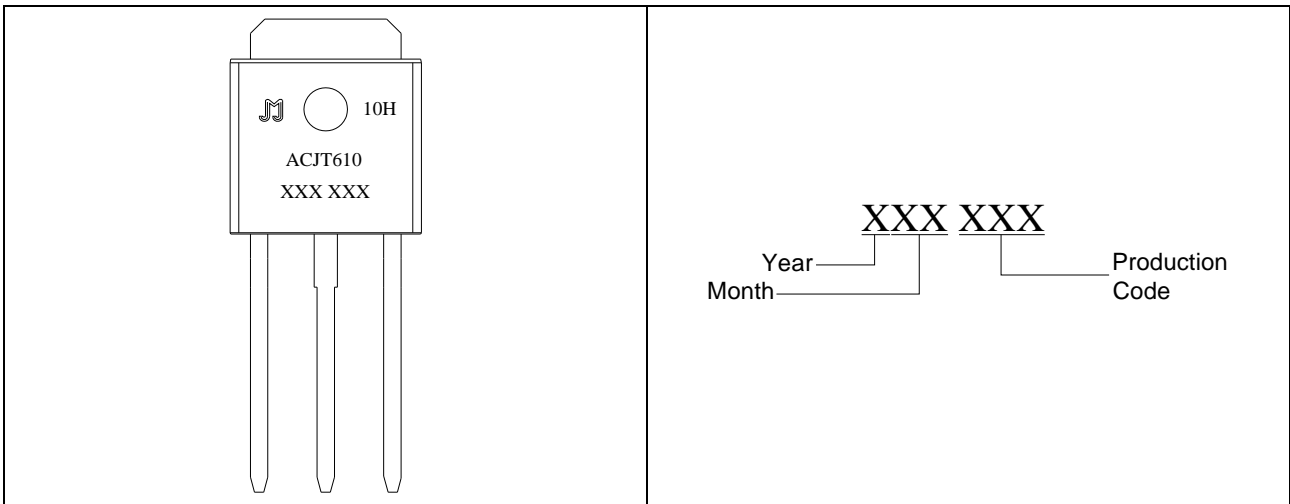 JJ 10H
ACJT610
XXX XXX
XXX XXX
Year
Month
Production
Code